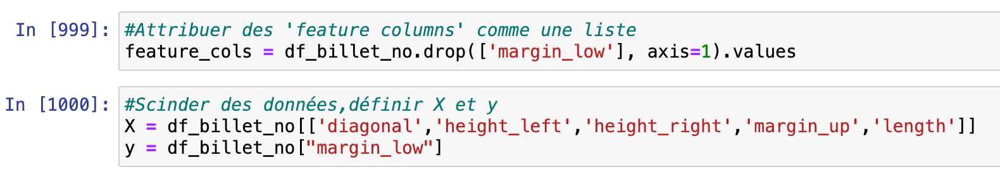 In [999]: #Attribuer des 'feature columns' comme une liste
feature_cols = df_billet_no.drop(['margin_low'], axis=1).values
In [1000]: #Scinder des données,définir X et y
X = df_billet_no[['diagonal','height_left','height_right','margin_up','length']]
y = df_billet_no["margin_low"]